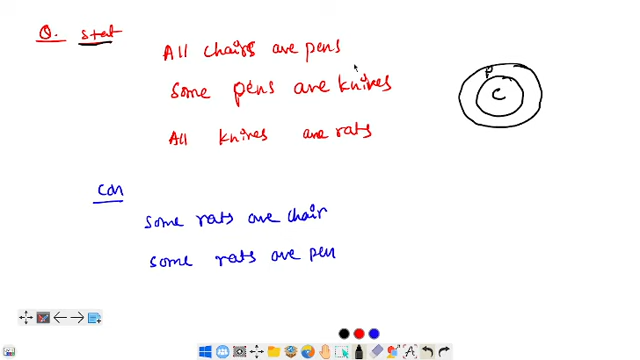 Q. stat
All chairs are pens
P
Some pens are knives
C
All knives are rats
Con
Some rats are chair
Some rats are pen